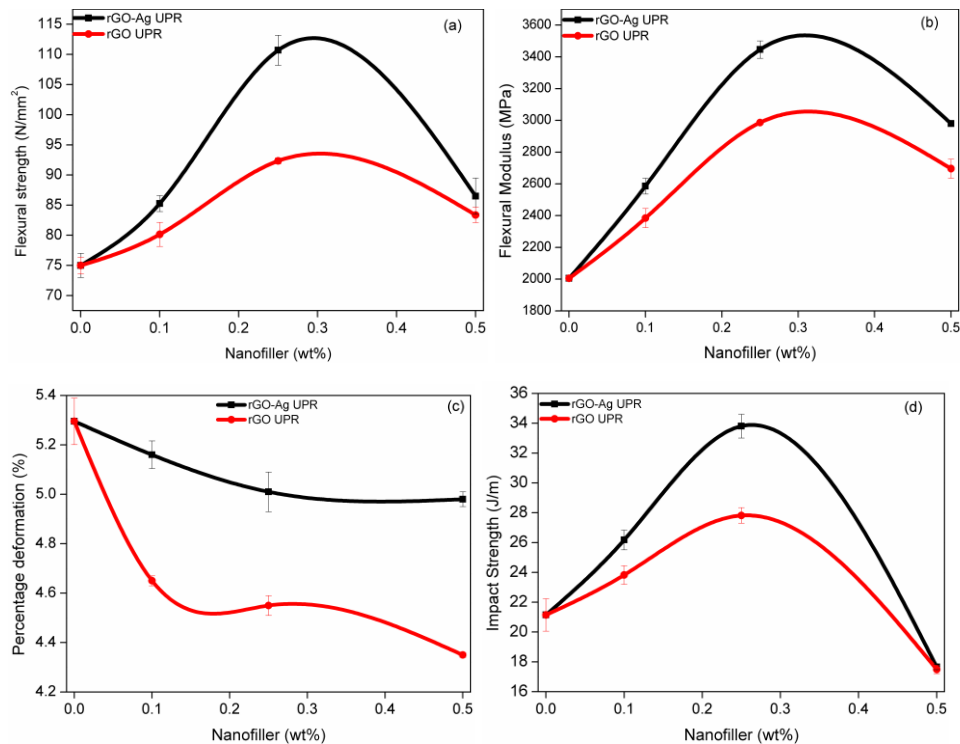 rGO-Ag UPR
rGO UPR
(a)
115
110
105
100
95
90
85
80
75
70
Flexural strength (N/mm²)
0.0 0.1 0.2 0.3 0.4 0.5
Nanofiller (wt%)
rGO-Ag UPR
rGO UPR
(b)
3600
3400
3200
3000
2800
2600
2400
2200
2000
1800
Flexural Modulus (MPa)
0.0 0.1 0.2 0.3 0.4 0.5
Nanofiller (wt%)
rGO-Ag UPR
rGO UPR
(c)
5.4
5.2
5.0
4.8
4.6
4.4
4.2
Percentage deformation (%)
0.0 0.1 0.2 0.3 0.4 0.5
Nanofiller (wt%)
rGO-Ag UPR
rGO UPR
(d)
36
34
32
30
28
26
24
22
20
18
16
Impact Strength (J/m)
0.0 0.1 0.2 0.3 0.4 0.5
Nanofiller (wt%)